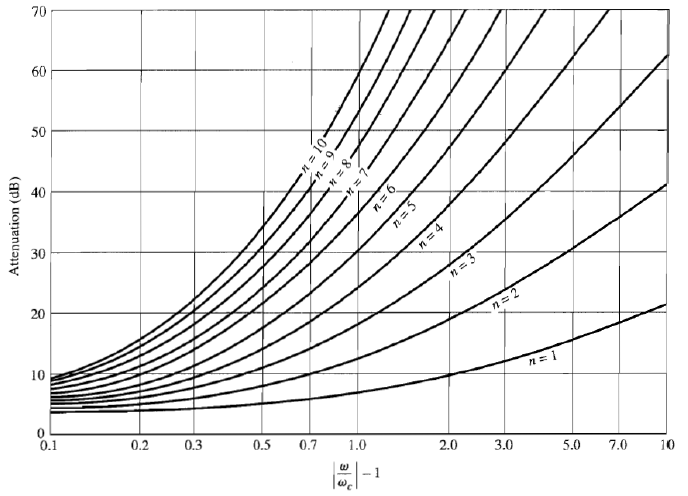 70
60
50
40
30
20
10
0
Attenuation (dB)
n = 10
n = 9
n = 8
n = 7
n = 6
n = 5
n = 4
n = 3
n = 2
n = 1
0.1 0.2 0.3 0.5 0.7 1.0 2.0 3.0 5.0 7.0 10
|ω/ωc| − 1